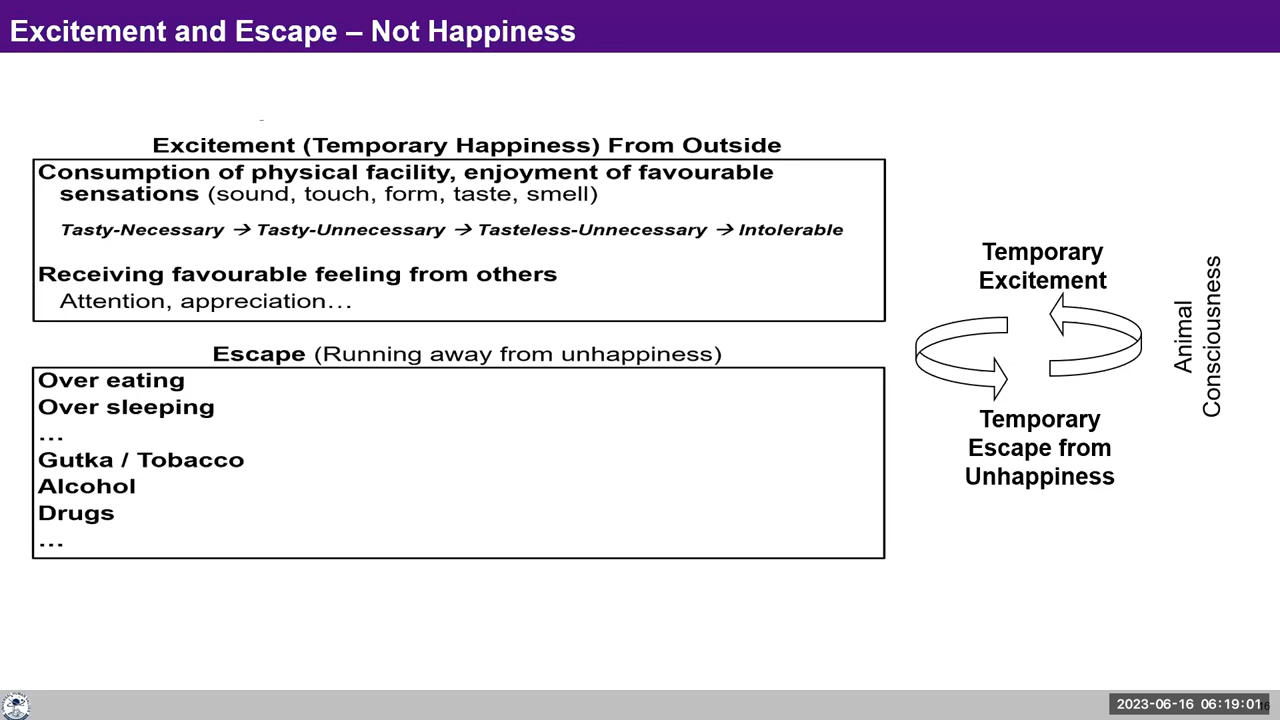 Excitement and Escape – Not Happiness
Excitement (Temporary Happiness) From Outside
Consumption of physical facility, enjoyment of favourable
sensations (sound, touch, form, taste, smell)
Tasty-Necessary → Tasty-Unnecessary → Tasteless-Unnecessary → Intolerable
Receiving favourable feeling from others
Attention, appreciation…
Escape (Running away from unhappiness)
Over eating
Over sleeping
…
Gutka / Tobacco
Alcohol
Drugs
…
Temporary
Excitement
Temporary
Escape from
Unhappiness
Animal
Consciousness
2023-06-16 06:19:01
16